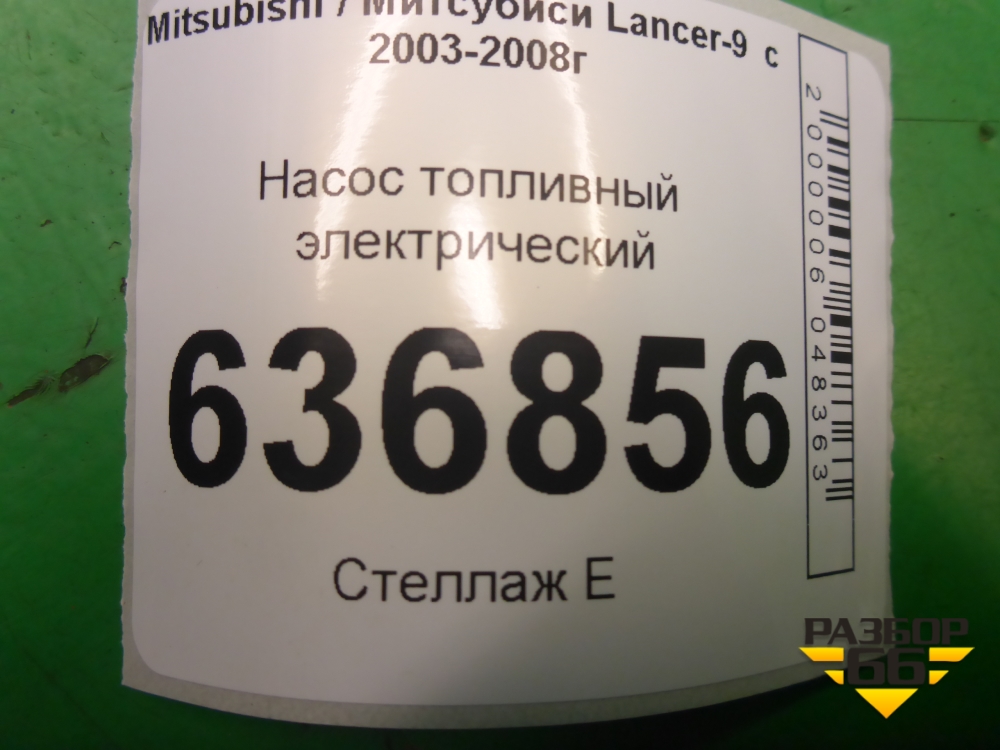 Mitsubishi / Митсубиси Lancer-9 с
2003-2008г
Насос топливный
электрический
636856
Стеллаж Е
2000006048363
РАЗБОР
66